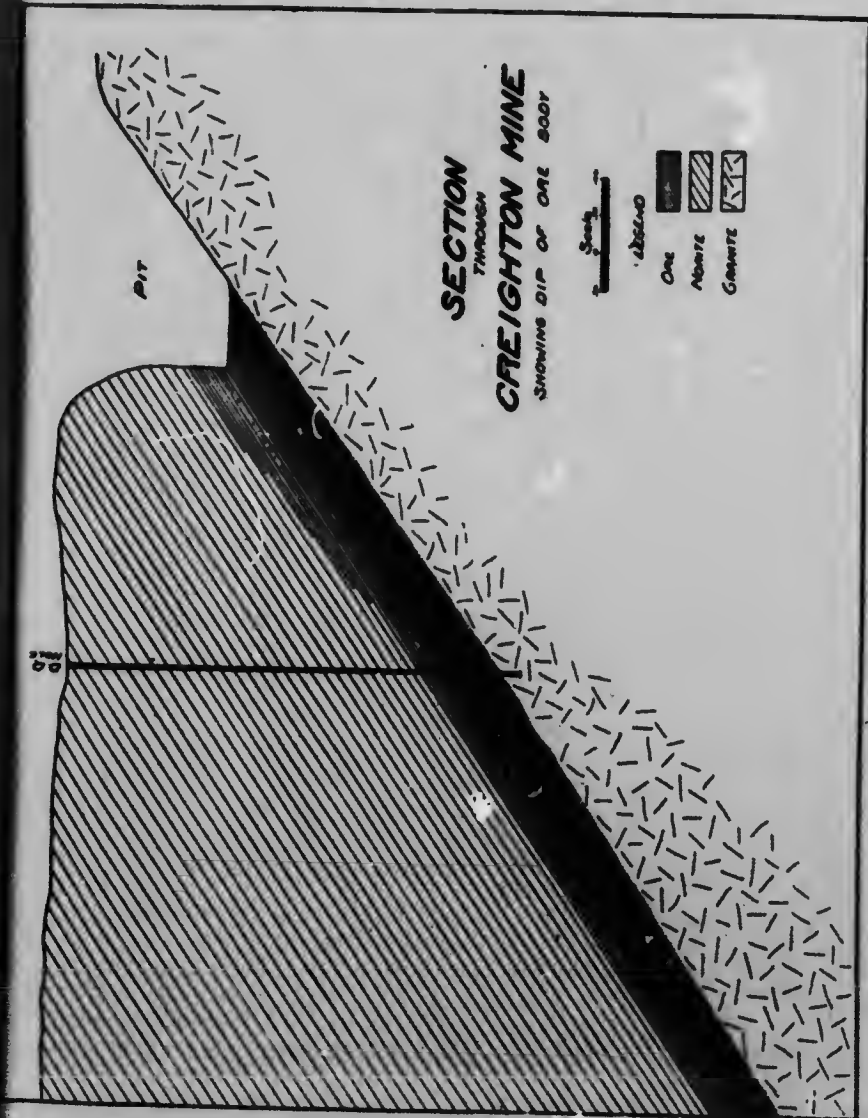 SECTION
THROUGH
CREIGHTON MINE
SHOWING DIP OF ORE BODY
Scale
LEGEND
ORE
NORITE
GRANITE
PIT